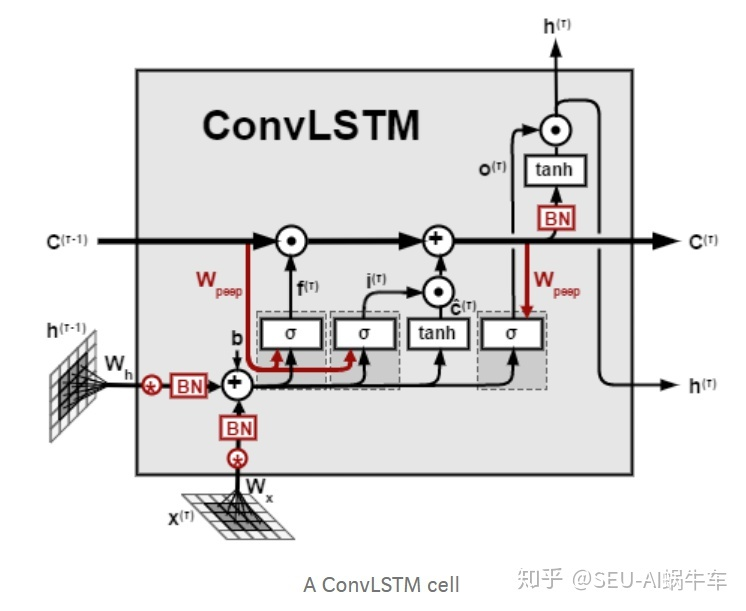 h(T)
ConvLSTM
o(T)
tanh
BN
C(T-1)
C(T)
Wpeep
f(T)
i(T)
ĉ(T)
Wpeep
h(T-1)
b
σ
σ
tanh
σ
Wh
*
BN
+
h(T)
BN
*
Wx
x(T)
A ConvLSTM cell
知乎 @SEU-AI蜗牛车